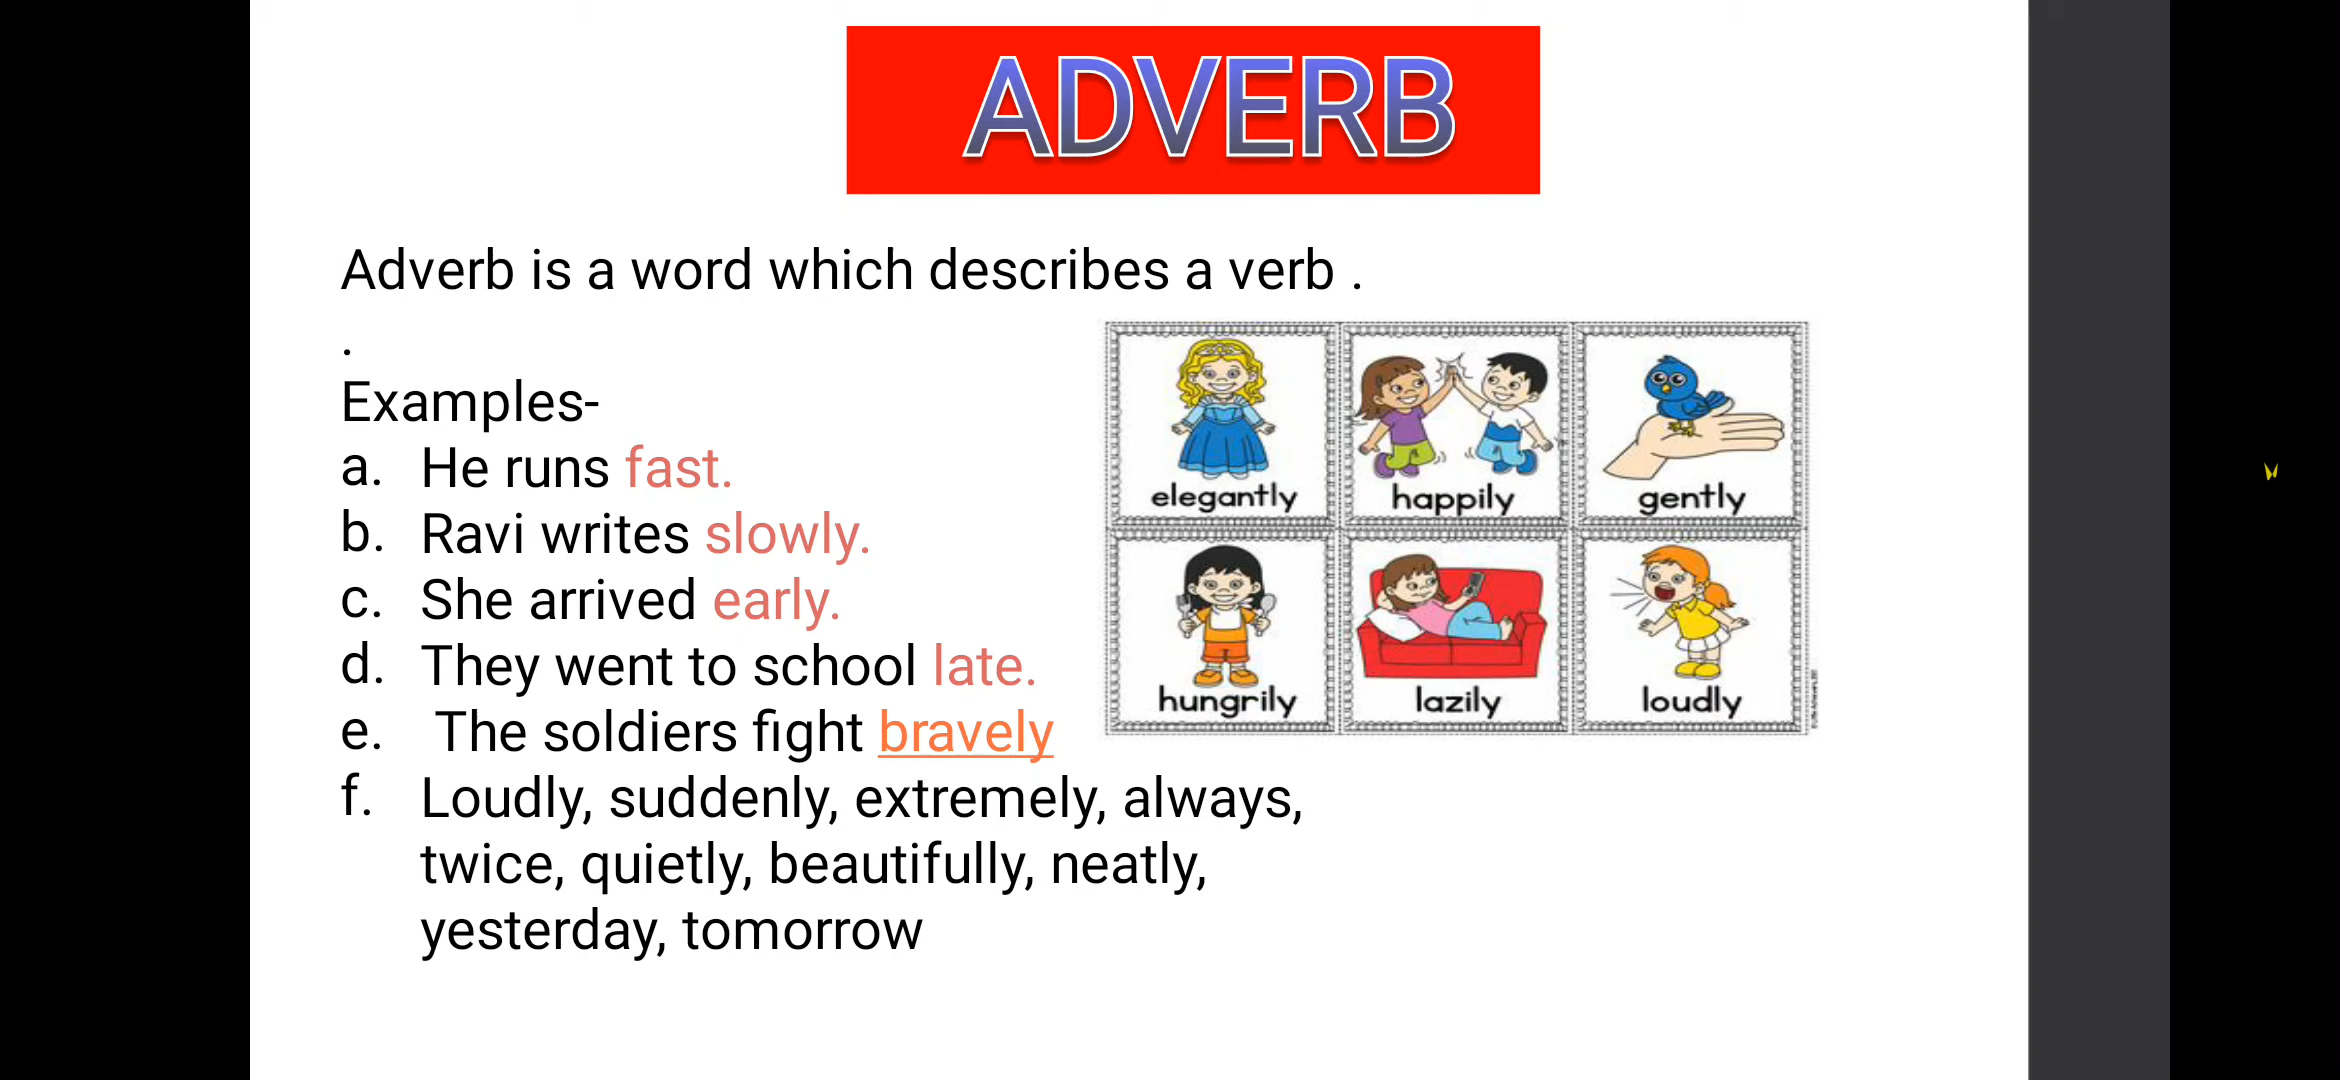 ADVERB
Adverb is a word which describes a verb .
.
Examples-
a. He runs fast.
b. Ravi writes slowly.
c. She arrived early.
d. They went to school late.
e. The soldiers fight bravely
f. Loudly, suddenly, extremely, always,
twice, quietly, beautifully, neatly,
yesterday, tomorrow
elegantly
happily
gently
hungrily
lazily
loudly